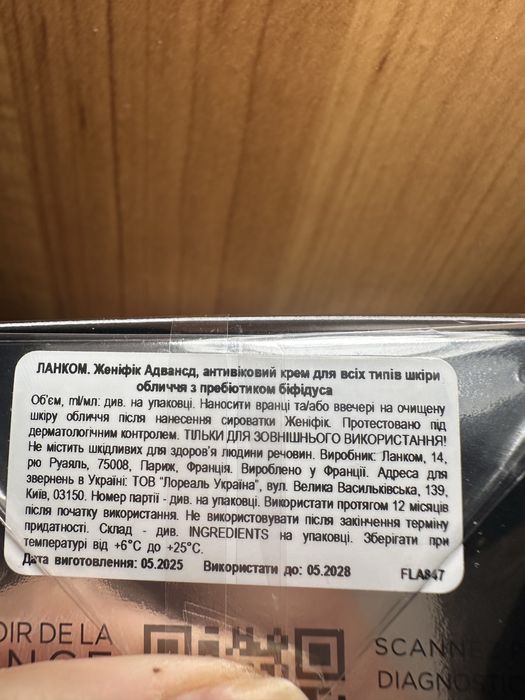 ЛАНКОМ. Женіфік Адвансд, антивіковий крем для всіх типів шкіри
обличчя з пребіотиком біфідуса
Об'єм, ml/мл: див. на упаковці. Наносити вранці та/або ввечері на очищену
шкіру обличчя після нанесення сироватки Женіфік. Протестовано під
дерматологічним контролем. ТІЛЬКИ ДЛЯ ЗОВНІШНЬОГО ВИКОРИСТАННЯ!
Не містить шкідливих для здоров'я людини речовин. Виробник: Ланком, 14,
рю Руаяль, 75008, Париж, Франція. Вироблено у Франції. Адреса для
звернень в Україні: ТОВ "Лореаль Україна", вул. Велика Васильківська, 139,
Київ, 03150. Номер партії - див. на упаковці. Використати протягом 12 місяців
після початку використання. Не використовувати після закінчення терміну
придатності. Склад - див. INGREDIENTS на упаковці. Зберігати при
температурі від +6°C до +25°C.
Дата виготовлення: 05.2025 Використати до: 05.2028 FLA847
OIR DE LA
SCANNE
DIAGNOSTIC